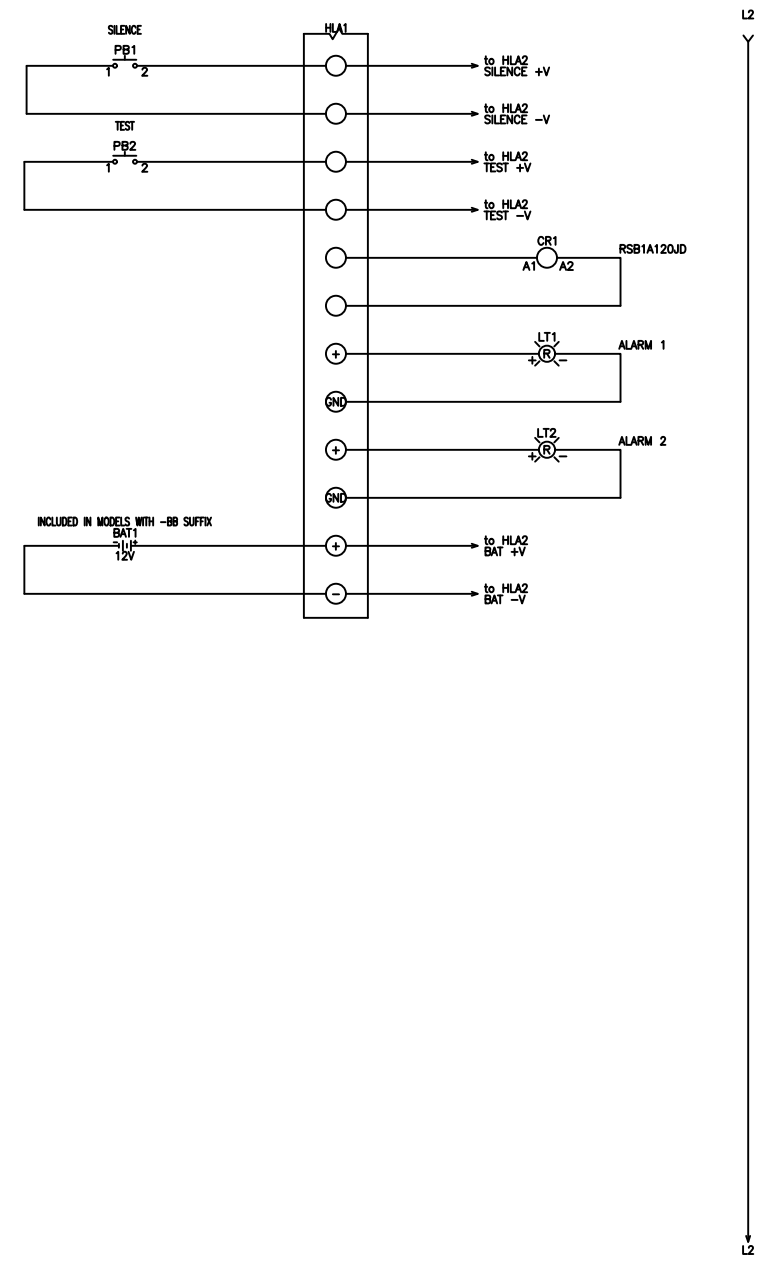 L2
SILENCE
HLA1
PB1
1 2
to HLA2
SILENCE +V
to HLA2
SILENCE -V
TEST
PB2
1 2
to HLA2
TEST +V
to HLA2
TEST -V
CR1
RSB1A120JD
A1 A2
LT1
ALARM 1
+ R + -
GND
LT2
ALARM 2
+ R + -
GND
INCLUDED IN MODELS WITH -BB SUFFIX
BAT1
- +
12V
+
to HLA2
BAT +V
-
to HLA2
BAT -V
L2